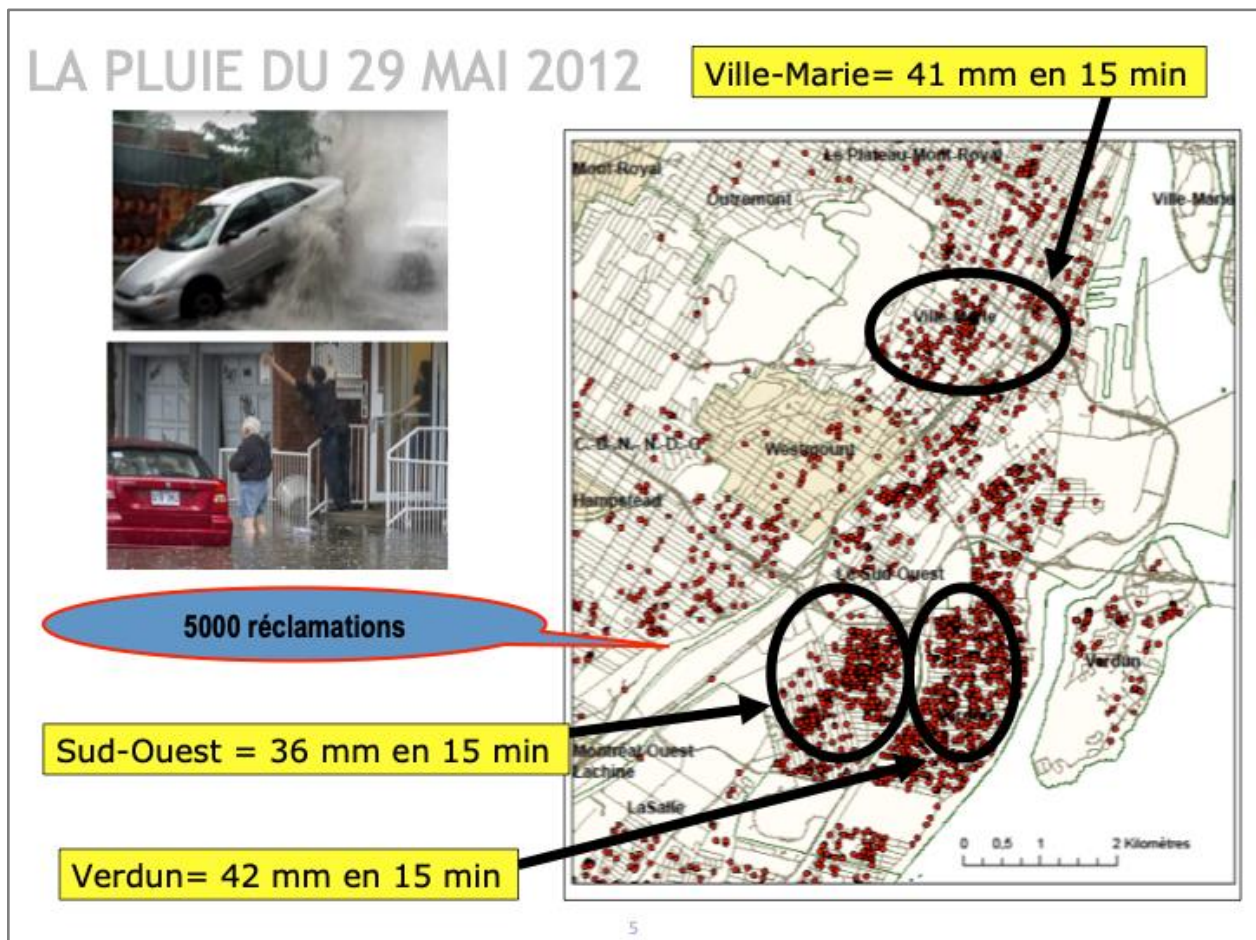 LA PLUIE DU 29 MAI 2012
Ville-Marie= 41 mm en 15 min
Le Plateau-Mont-Royal
Mont-Royal
Outremont
Ville-Marie
Ville-Marie
Westmount
C.-D.-N.- N.-D.-G.
Hampstead
Le Sud-Ouest
5000 réclamations
Verdun
Verdun
Sud-Ouest = 36 mm en 15 min
Montréal-Ouest
Lachine
LaSalle
0 0,5 1 2 Kilomètres
Verdun= 42 mm en 15 min
5